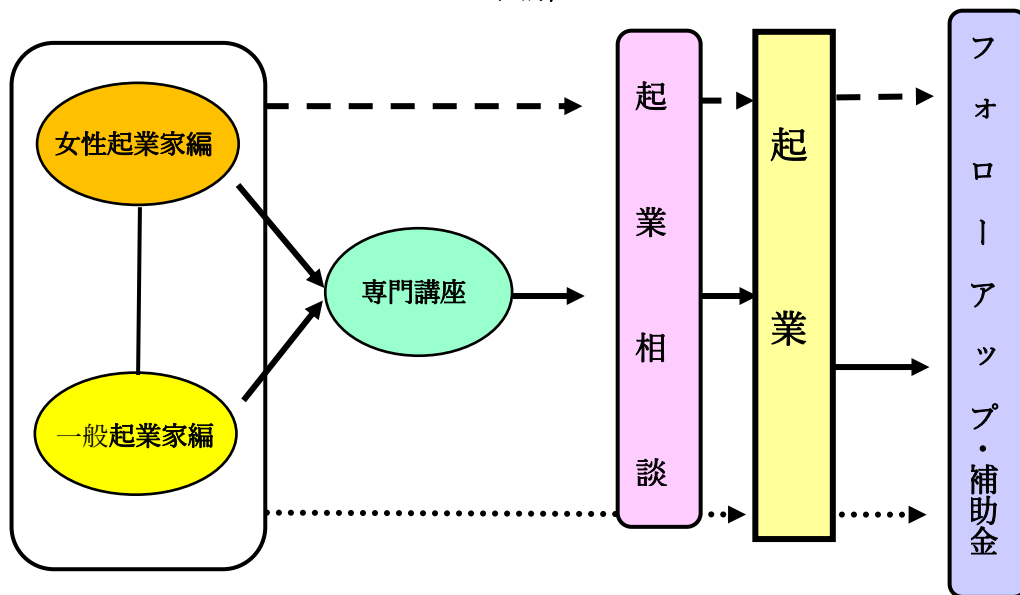 女性起業家編
一般起業家編
専門講座
起業相談
起業
フォローアップ・補助金